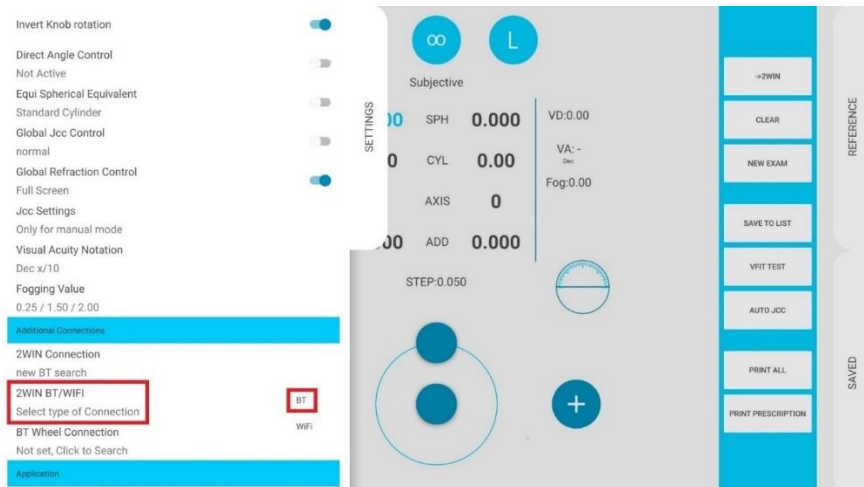 Invert Knob rotation
Direct Angle Control
Not Active
Equi Spherical Equivalent
Standard Cylinder
Global Jcc Control
normal
Global Refraction Control
Full Screen
Jcc Settings
Only for manual mode
Visual Acuity Notation
Dec x/10
Fogging Value
0.25 / 1.50 / 2.00
Additional Connections
2WIN Connection
new BT search
2WIN BT/WIFI
BT
Select type of Connection
WiFi
BT Wheel Connection
Not set, Click to Search
Application
SETTINGS
∞ L
Subjective
00 SPH 0.000
0 CYL 0.00
AXIS 0
00 ADD 0.000
STEP:0.050
VD:0.00
VA: -
Dec
Fog:0.00
+
->2WIN
CLEAR
NEW EXAM
SAVE TO LIST
VFIT TEST
AUTO JCC
PRINT ALL
PRINT PRESCRIPTION
REFERENCE
SAVED